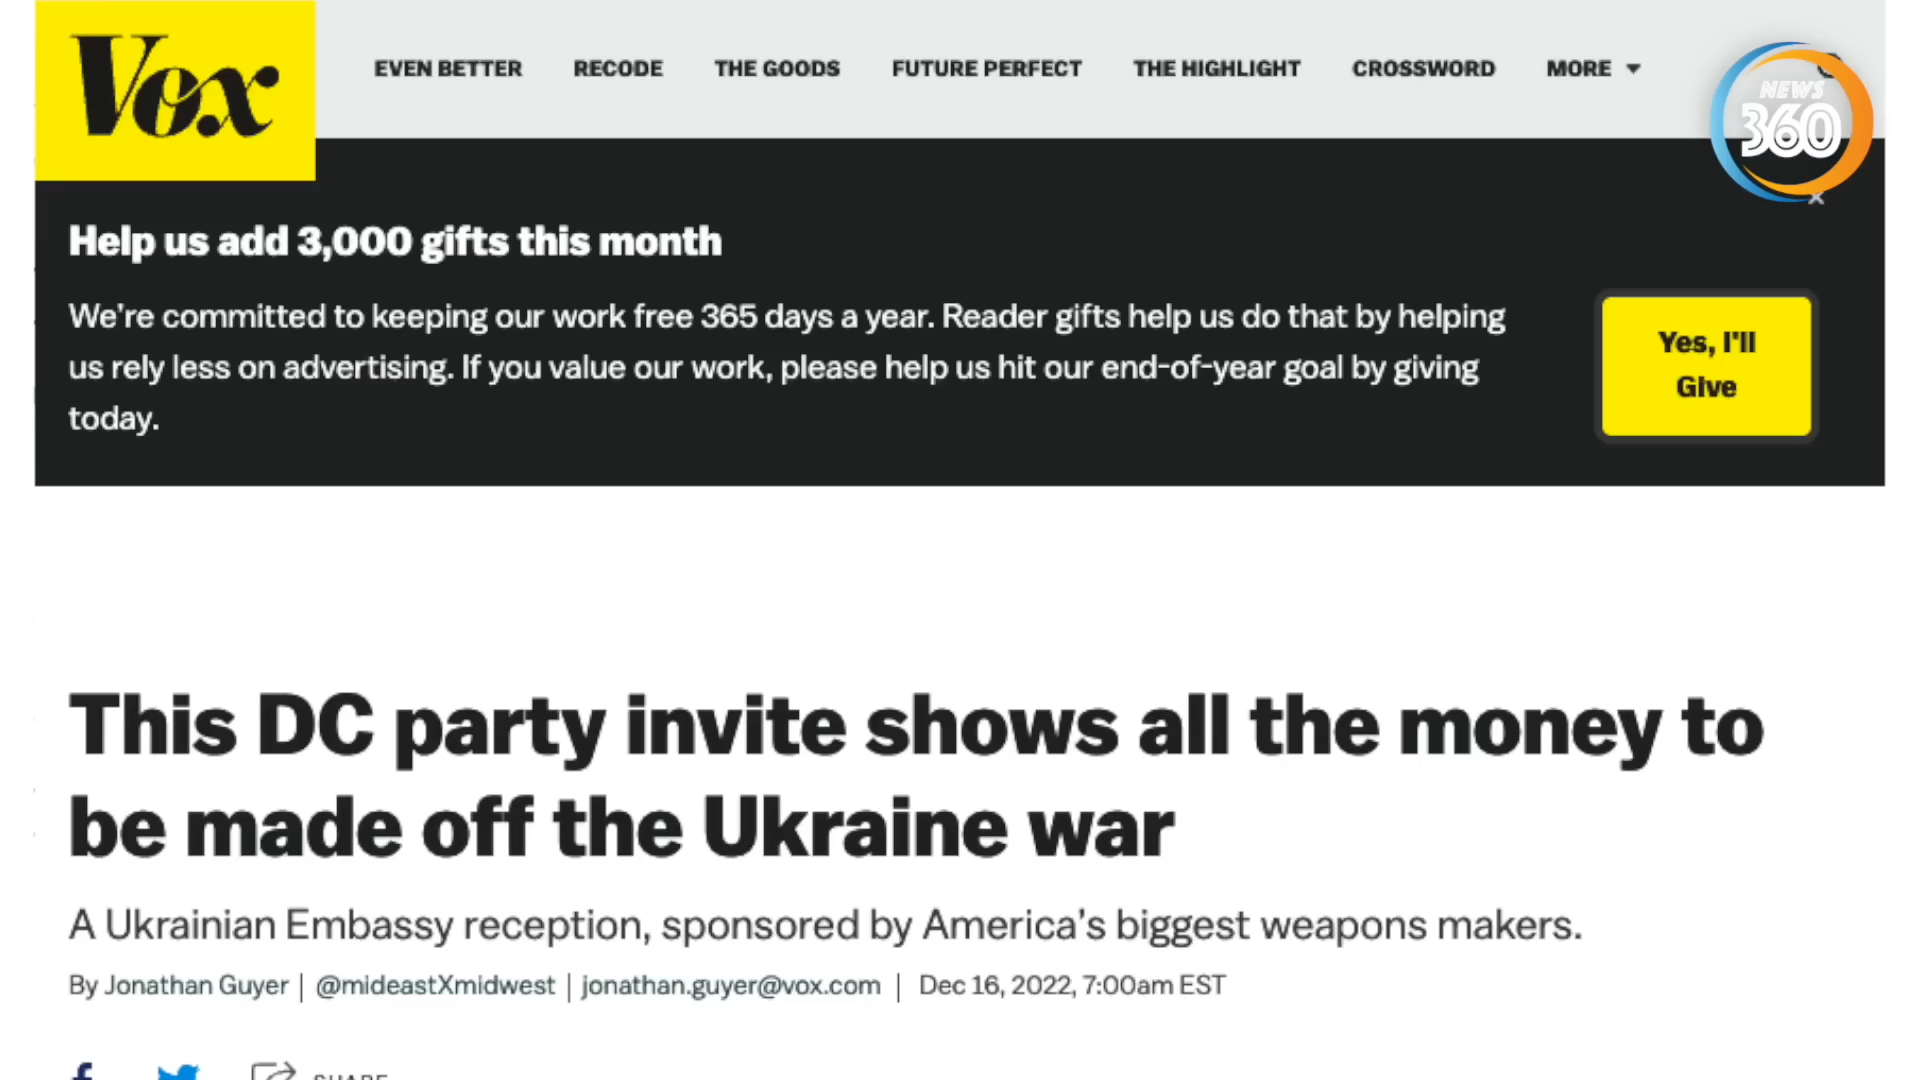 Vox
EVEN BETTER
RECODE
THE GOODS
FUTURE PERFECT
THE HIGHLIGHT
CROSSWORD
MORE
NEWS
360
Help us add 3,000 gifts this month
We're committed to keeping our work free 365 days a year. Reader gifts help us do that by helping
us rely less on advertising. If you value our work, please help us hit our end-of-year goal by giving
today.
Yes, I'll
Give
This DC party invite shows all the money to
be made off the Ukraine war
A Ukrainian Embassy reception, sponsored by America's biggest weapons makers.
By Jonathan Guyer | @mideastXmidwest | jonathan.guyer@vox.com | Dec 16, 2022, 7:00am EST
SHARE